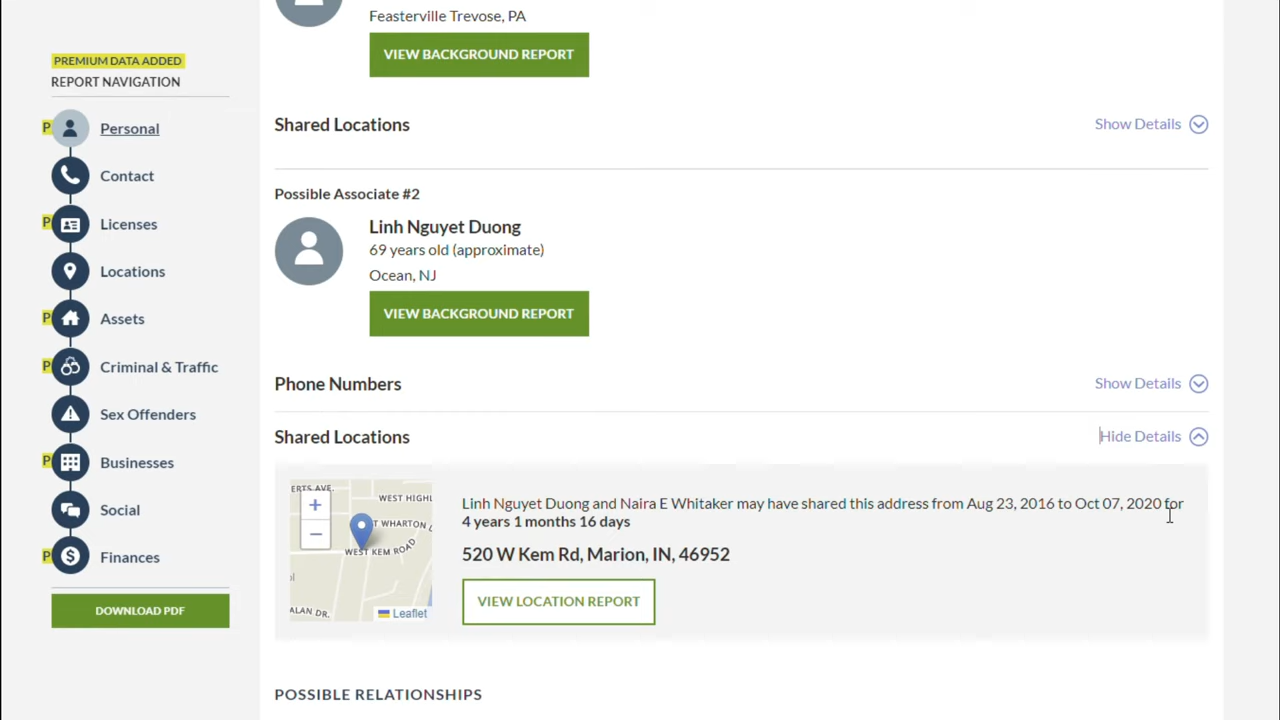 Feasterville Trevose, PA
VIEW BACKGROUND REPORT
PREMIUM DATA ADDED
REPORT NAVIGATION
P
Personal
Contact
P
Licenses
Locations
P
Assets
P
Criminal & Traffic
Sex Offenders
P
Businesses
Social
P
Finances
DOWNLOAD PDF
Shared Locations
Show Details
Possible Associate #2
Linh Nguyet Duong
69 years old (approximate)
Ocean, NJ
VIEW BACKGROUND REPORT
Phone Numbers
Show Details
Shared Locations
Hide Details
ERTS AVE.
WEST HIGHL
T WHARTON
WEST KEM ROAD
ALAN DR.
+
−
Leaflet
Linh Nguyet Duong and Naira E Whitaker may have shared this address from Aug 23, 2016 to Oct 07, 2020 for
4 years 1 months 16 days
520 W Kem Rd, Marion, IN, 46952
VIEW LOCATION REPORT
POSSIBLE RELATIONSHIPS